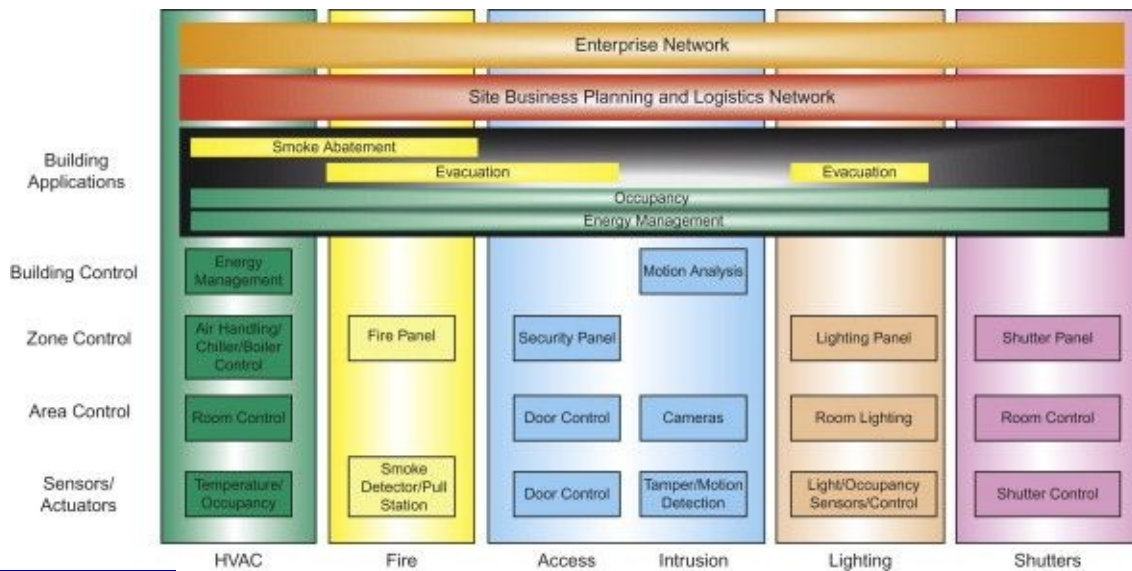 Enterprise Network
Site Business Planning and Logistics Network
Building
Applications
Smoke Abatement
Evacuation
Evacuation
Occupancy
Energy Management
Building Control
Energy
Management
Motion Analysis
Zone Control
Air Handling/
Chiller/Boiler
Control
Fire Panel
Security Panel
Lighting Panel
Shutter Panel
Area Control
Room Control
Door Control
Cameras
Room Lighting
Room Control
Sensors/
Actuators
Temperature/
Occupancy
Smoke
Detector/Pull
Station
Door Control
Tamper/Motion
Detection
Light/Occupancy
Sensors/Control
Shutter Control
HVAC
Fire
Access
Intrusion
Lighting
Shutters